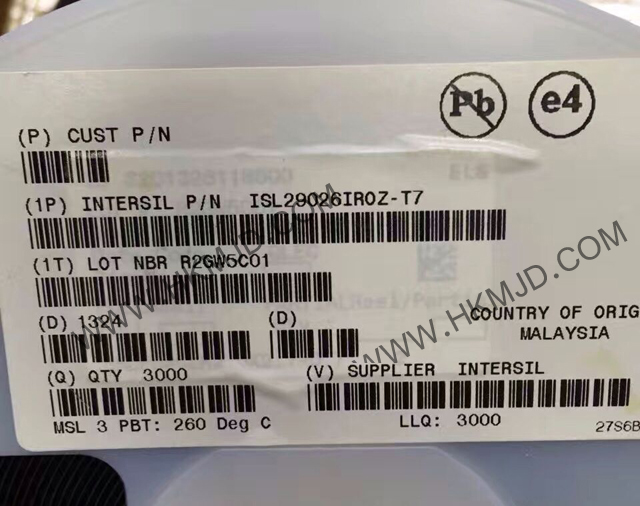 Pb e4
(P) CUST P/N
(1P) INTERSIL P/N ISL29026IROZ-T7
(1T) LOT NBR R2GW5C01
(D) 1324 (D)
COUNTRY OF ORIG
MALAYSIA
(Q) QTY 3000 (V) SUPPLIER INTERSIL
MSL 3 PBT: 260 Deg C LLQ: 3000 27S6B
WWW.HKMJD.COM
WWW.HKMJD.COM